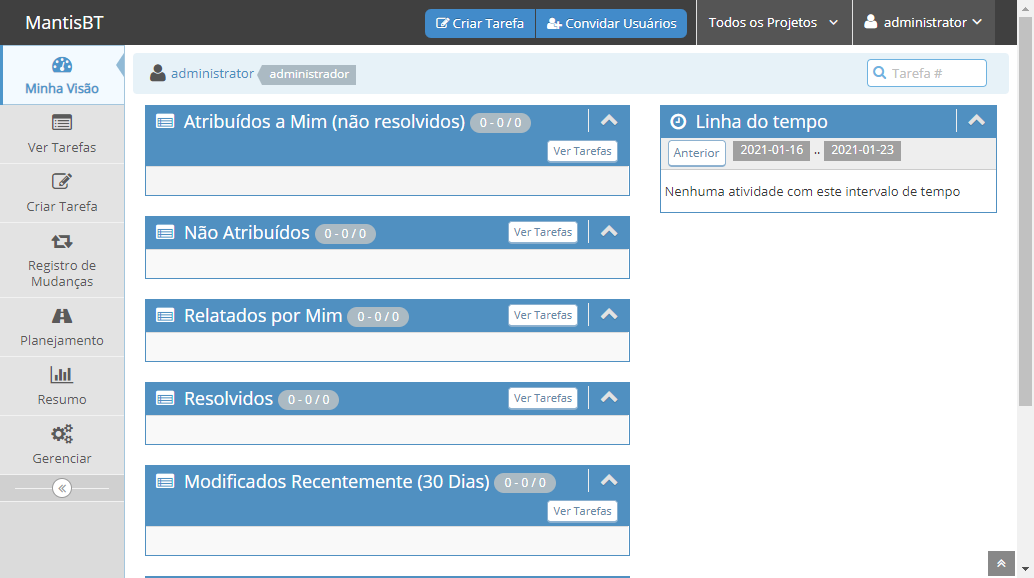 MantisBT
Criar Tarefa
Convidar Usuários
Todos os Projetos
administrator
Minha Visão
Ver Tarefas
Criar Tarefa
Registro de
Mudanças
Planejamento
Resumo
Gerenciar
administrator
administrador
Tarefa #
Atribuídos a Mim (não resolvidos) 0 - 0 / 0
Ver Tarefas
Não Atribuídos 0 - 0 / 0
Ver Tarefas
Relatados por Mim 0 - 0 / 0
Ver Tarefas
Resolvidos 0 - 0 / 0
Ver Tarefas
Modificados Recentemente (30 Dias) 0 - 0 / 0
Ver Tarefas
Linha do tempo
Anterior 2021-01-16 .. 2021-01-23
Nenhuma atividade com este intervalo de tempo